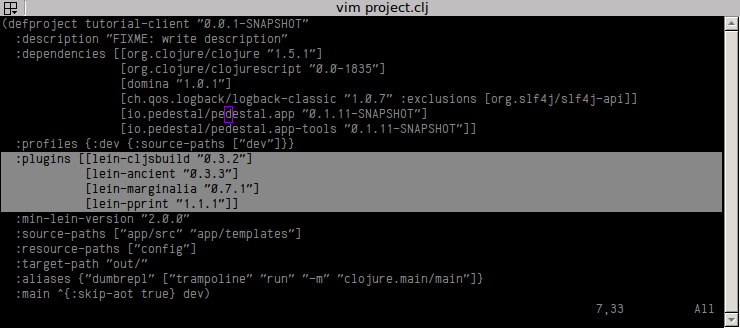 vim project.clj
(defproject tutorial-client "0.0.1-SNAPSHOT"
  :description "FIXME: write description"
  :dependencies [[org.clojure/clojure "1.5.1"]
                 [org.clojure/clojurescript "0.0-1835"]
                 [domina "1.0.1"]
                 [ch.qos.logback/logback-classic "1.0.7" :exclusions [org.slf4j/slf4j-api]]
                 [io.pedestal/pedestal.app "0.1.11-SNAPSHOT"]
                 [io.pedestal/pedestal.app-tools "0.1.11-SNAPSHOT"]]
  :profiles {:dev {:source-paths ["dev"]}}
  :plugins [[lein-cljsbuild "0.3.2"]
            [lein-ancient "0.3.3"]
            [lein-marginalia "0.7.1"]
            [lein-pprint "1.1.1"]]
  :min-lein-version "2.0.0"
  :source-paths ["app/src" "app/templates"]
  :resource-paths ["config"]
  :target-path "out/"
  :aliases {"dumbrepl" ["trampoline" "run" "-m" "clojure.main/main"]}
  :main ^{:skip-aot true} dev)
7,33 All